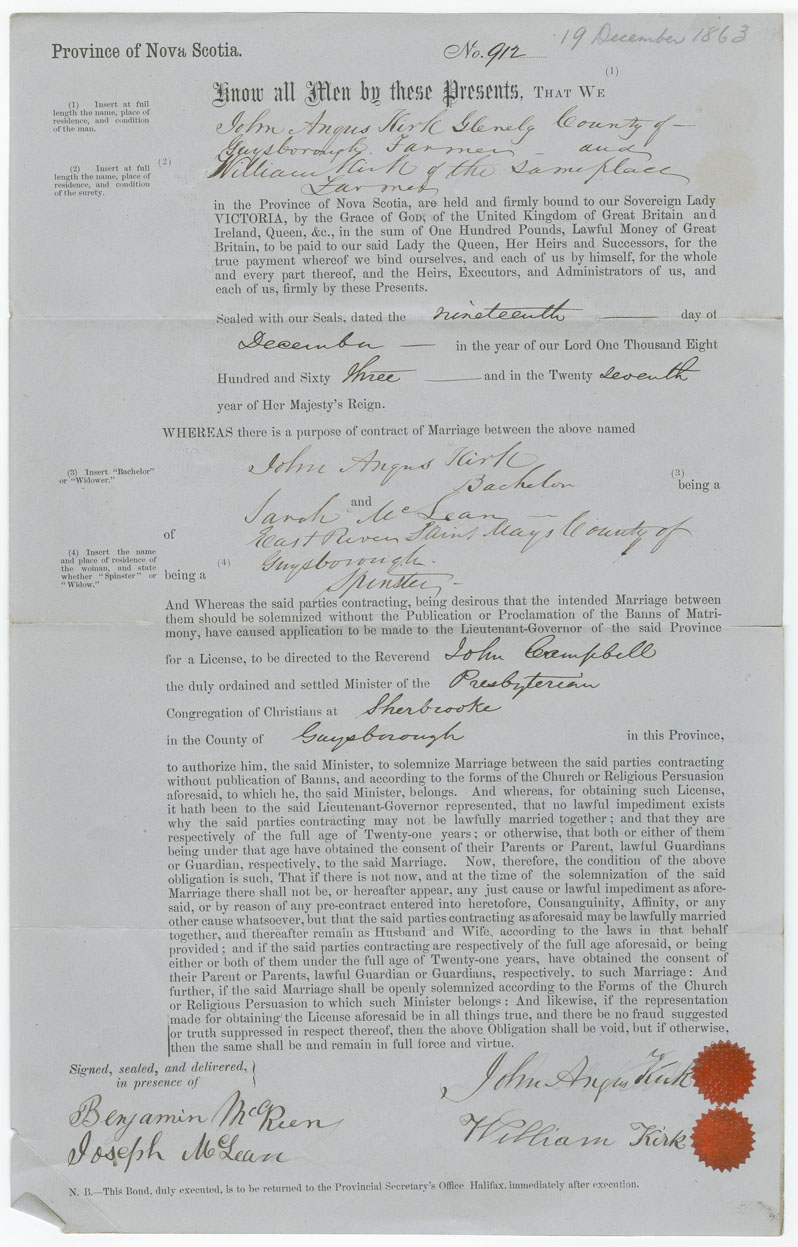 19 December 1863
Province of Nova Scotia.
No. 912
(1)
Know all Men by these Presents, THAT WE
(1) Insert at full
length the name, place of
residence, and condition
of the man.
John Angus Kirk Glenelg County of
Guysborough Farmer and
(2)
(2) Insert at full
length the name, place of
residence, and condition
of the surety.
William Kirk of the same place
Farmer
in the Province of Nova Scotia, are held and firmly bound to our Sovereign Lady
VICTORIA, by the Grace of GOD, of the United Kingdom of Great Britain and
Ireland, Queen, &c., in the sum of One Hundred Pounds, Lawful Money of Great
Britain, to be paid to our said Lady the Queen, Her Heirs and Successors, for the
true payment whereof we bind ourselves, and each of us by himself, for the whole
and every part thereof, and the Heirs, Executors, and Administrators of us, and
each of us, firmly by these Presents.
Sealed with our Seals, dated the nineteenth — day of
December — in the year of our Lord One Thousand Eight
Hundred and Sixty three — and in the Twenty seventh
year of Her Majesty's Reign.
WHEREAS there is a purpose of contract of Marriage between the above named
John Angus Kirk
(3) Insert "Bachelor"
or "Widower."
(3)
Bachelor being a
and
Sarah McLean —
of East River Saint Marys County of
(4) Insert the name
and place of residence of
the woman, and state
whether "Spinster" or
"Widow."
(4)
Guysborough.
being a Spinster -
And Whereas the said parties contracting, being desirous that the intended Marriage between
them should be solemnized without the Publication or Proclamation of the Banns of Matri-
mony, have caused application to be made to the Lieutenant-Governor of the said Province
for a License, to be directed to the Reverend John Campbell
the duly ordained and settled Minister of the Presbyterian
Congregation of Christians at Sherbrooke
in the County of Guysborough in this Province,
to authorize him, the said Minister, to solemnize Marriage between the said parties contracting
without publication of Banns, and according to the forms of the Church or Religious Persuasion
aforesaid, to which he, the said Minister, belongs. And whereas, for obtaining such License,
it hath been to the said Lieutenant-Governor represented, that no lawful impediment exists
why the said parties contracting may not be lawfully married together; and that they are
respectively of the full age of Twenty-one years; or otherwise, that both or either of them
being under that age have obtained the consent of their Parents or Parent, lawful Guardians
or Guardian, respectively, to the said Marriage. Now, therefore, the condition of the above
obligation is such, That if there is not now, and at the time of the solemnization of the said
Marriage there shall not be, or hereafter appear, any just cause or lawful impediment as afore-
said, or by reason of any pre-contract entered into heretofore, Consanguinity, Affinity, or any
other cause whatsoever, but that the said parties contracting as aforesaid may be lawfully married
together, and thereafter remain as Husband and Wife, according to the laws in that behalf
provided; and if the said parties contracting are respectively of the full age aforesaid, or being
either or both of them under the full age of Twenty-one years, have obtained the consent of
their Parent or Parents, lawful Guardian or Guardians, respectively, to such Marriage: And
further, if the said Marriage shall be openly solemnized according to the Forms of the Church
or Religious Persuasion to which such Minister belongs: And likewise, if the representation
made for obtaining the License aforesaid be in all things true, and there be no fraud suggested
or truth suppressed in respect thereof, then the above Obligation shall be void, but if otherwise,
then the same shall be and remain in full force and virtue.
Signed, sealed, and delivered,
in presence of
John Angus Kirk
Benjamin McKeen
William Kirk
Joseph McLean
N. B.—This Bond, duly executed, is to be returned to the Provincial Secretary's Office Halifax, immediately after execution.